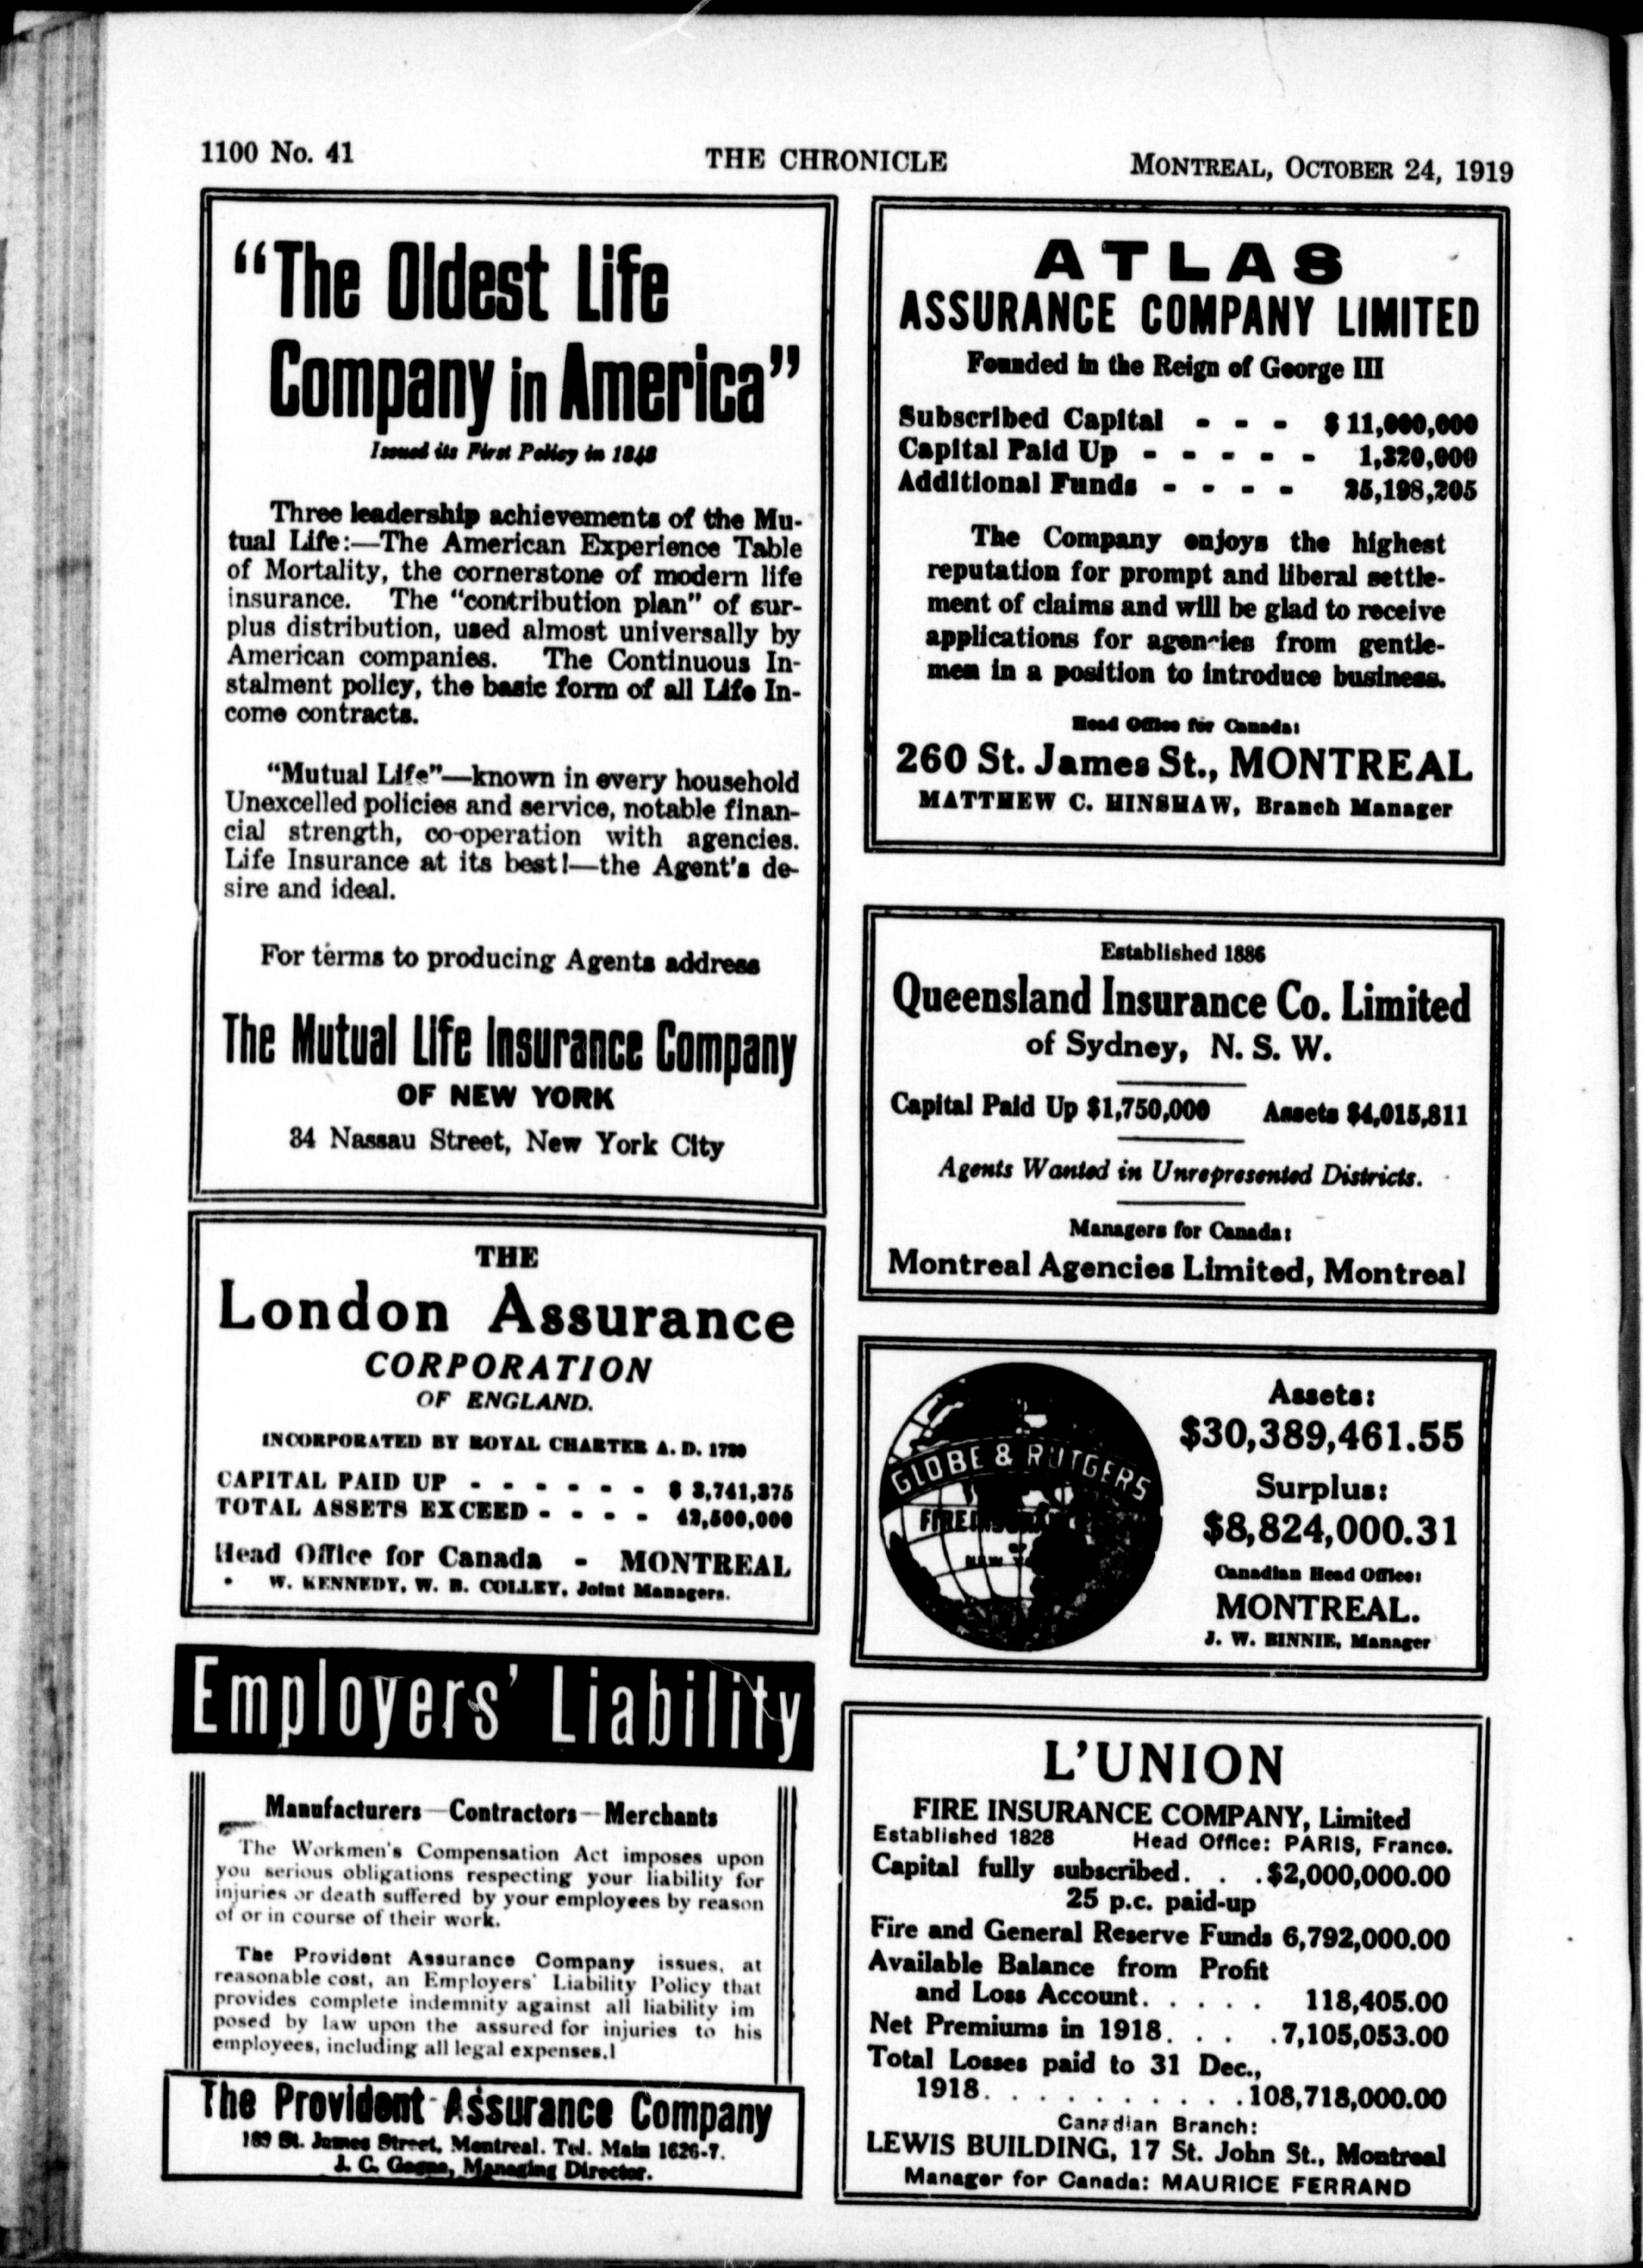 1100 No. 41
THE CHRONICLE
MONTREAL, OCTOBER 24, 1919
“The Oldest Life
Company in America”
Issued its First Policy in 1843
Three leadership achievements of the Mu-
tual Life:—The American Experience Table
of Mortality, the cornerstone of modern life
insurance. The “contribution plan” of sur-
plus distribution, used almost universally by
American companies. The Continuous In-
stalment policy, the basic form of all Life In-
come contracts.
“Mutual Life”—known in every household
Unexcelled policies and service, notable finan-
cial strength, co-operation with agencies.
Life Insurance at its best!—the Agent's de-
sire and ideal.
For terms to producing Agents address
The Mutual Life Insurance Company
OF NEW YORK
34 Nassau Street, New York City
THE
London Assurance
CORPORATION
OF ENGLAND.
INCORPORATED BY ROYAL CHARTER A. D. 1720
CAPITAL PAID UP - - - - - - $ 3,741,375
TOTAL ASSETS EXCEED - - - - 42,500,000
Head Office for Canada - MONTREAL
W. KENNEDY, W. B. COLLEY, Joint Managers.
Employers' Liability
Manufacturers—Contractors—Merchants
The Workmen's Compensation Act imposes upon
you serious obligations respecting your liability for
injuries or death suffered by your employees by reason
of or in course of their work.
The Provident Assurance Company issues, at
reasonable cost, an Employers' Liability Policy that
provides complete indemnity against all liability im
posed by law upon the assured for injuries to his
employees, including all legal expenses.
The Provident Assurance Company
189 St. James Street, Montreal. Tel. Main 1626-7.
J. C. Gagne, Managing Director.
ATLAS
ASSURANCE COMPANY LIMITED
Founded in the Reign of George III
Subscribed Capital - - - $ 11,000,000
Capital Paid Up - - - - - 1,320,000
Additional Funds - - - - 25,198,205
The Company enjoys the highest
reputation for prompt and liberal settle-
ment of claims and will be glad to receive
applications for agencies from gentle-
men in a position to introduce business.
Head Office for Canada:
260 St. James St., MONTREAL
MATTHEW C. HINSHAW, Branch Manager
Established 1886
Queensland Insurance Co. Limited
of Sydney, N. S. W.
Capital Paid Up $1,750,000 Assets $4,015,811
Agents Wanted in Unrepresented Districts.
Managers for Canada:
Montreal Agencies Limited, Montreal
GLOBE & RUTGERS
FIRE
NEW
Assets:
$30,389,461.55
Surplus:
$8,824,000.31
Canadian Head Office:
MONTREAL.
J. W. BINNIE, Manager
L'UNION
FIRE INSURANCE COMPANY, Limited
Established 1828 Head Office: PARIS, France.
Capital fully subscribed. . .$2,000,000.00
25 p.c. paid-up
Fire and General Reserve Funds 6,792,000.00
Available Balance from Profit
and Loss Account. . . . . 118,405.00
Net Premiums in 1918. . . .7,105,053.00
Total Losses paid to 31 Dec.,
1918. . . . . . . . . .108,718,000.00
Canadian Branch:
LEWIS BUILDING, 17 St. John St., Montreal
Manager for Canada: MAURICE FERRAND